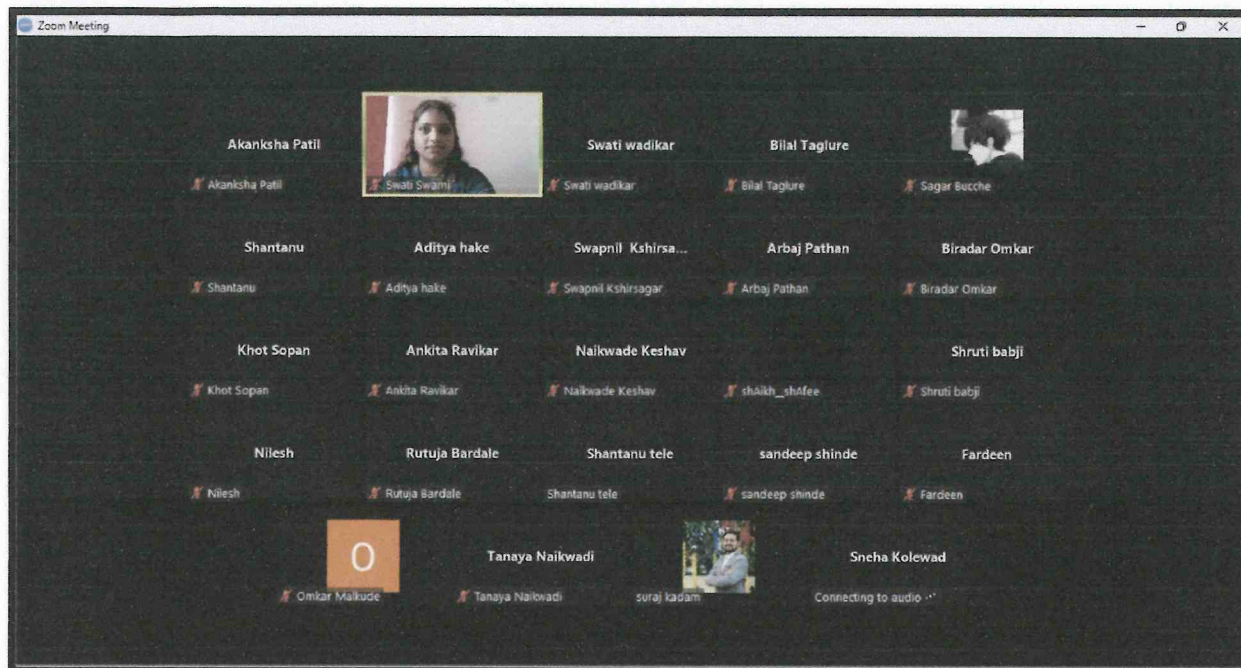 Zoom Meeting
Akanksha Patil
Swati wadikar
Bilal Taglure
Akanksha Patil
Swati Swami
Swati wadikar
Bilal Taglure
Sagar Bucche
Shantanu
Aditya hake
Swapnil Kshirsa...
Arbaj Pathan
Biradar Omkar
Shantanu
Aditya hake
Swapnil Kshirsagar
Arbaj Pathan
Biradar Omkar
Khot Sopan
Ankita Ravikar
Naikwade Keshav
Shruti babji
Khot Sopan
Ankita Ravikar
Naikwade Keshav
shAikh__shAfee
Shruti babji
Nilesh
Rutuja Bardale
Shantanu tele
sandeep shinde
Fardeen
Nilesh
Rutuja Bardale
Shantanu tele
sandeep shinde
Fardeen
O
Tanaya Naikwadi
Sneha Kolewad
Omkar Malkude
Tanaya Naikwadi
suraj kadam
Connecting to audio